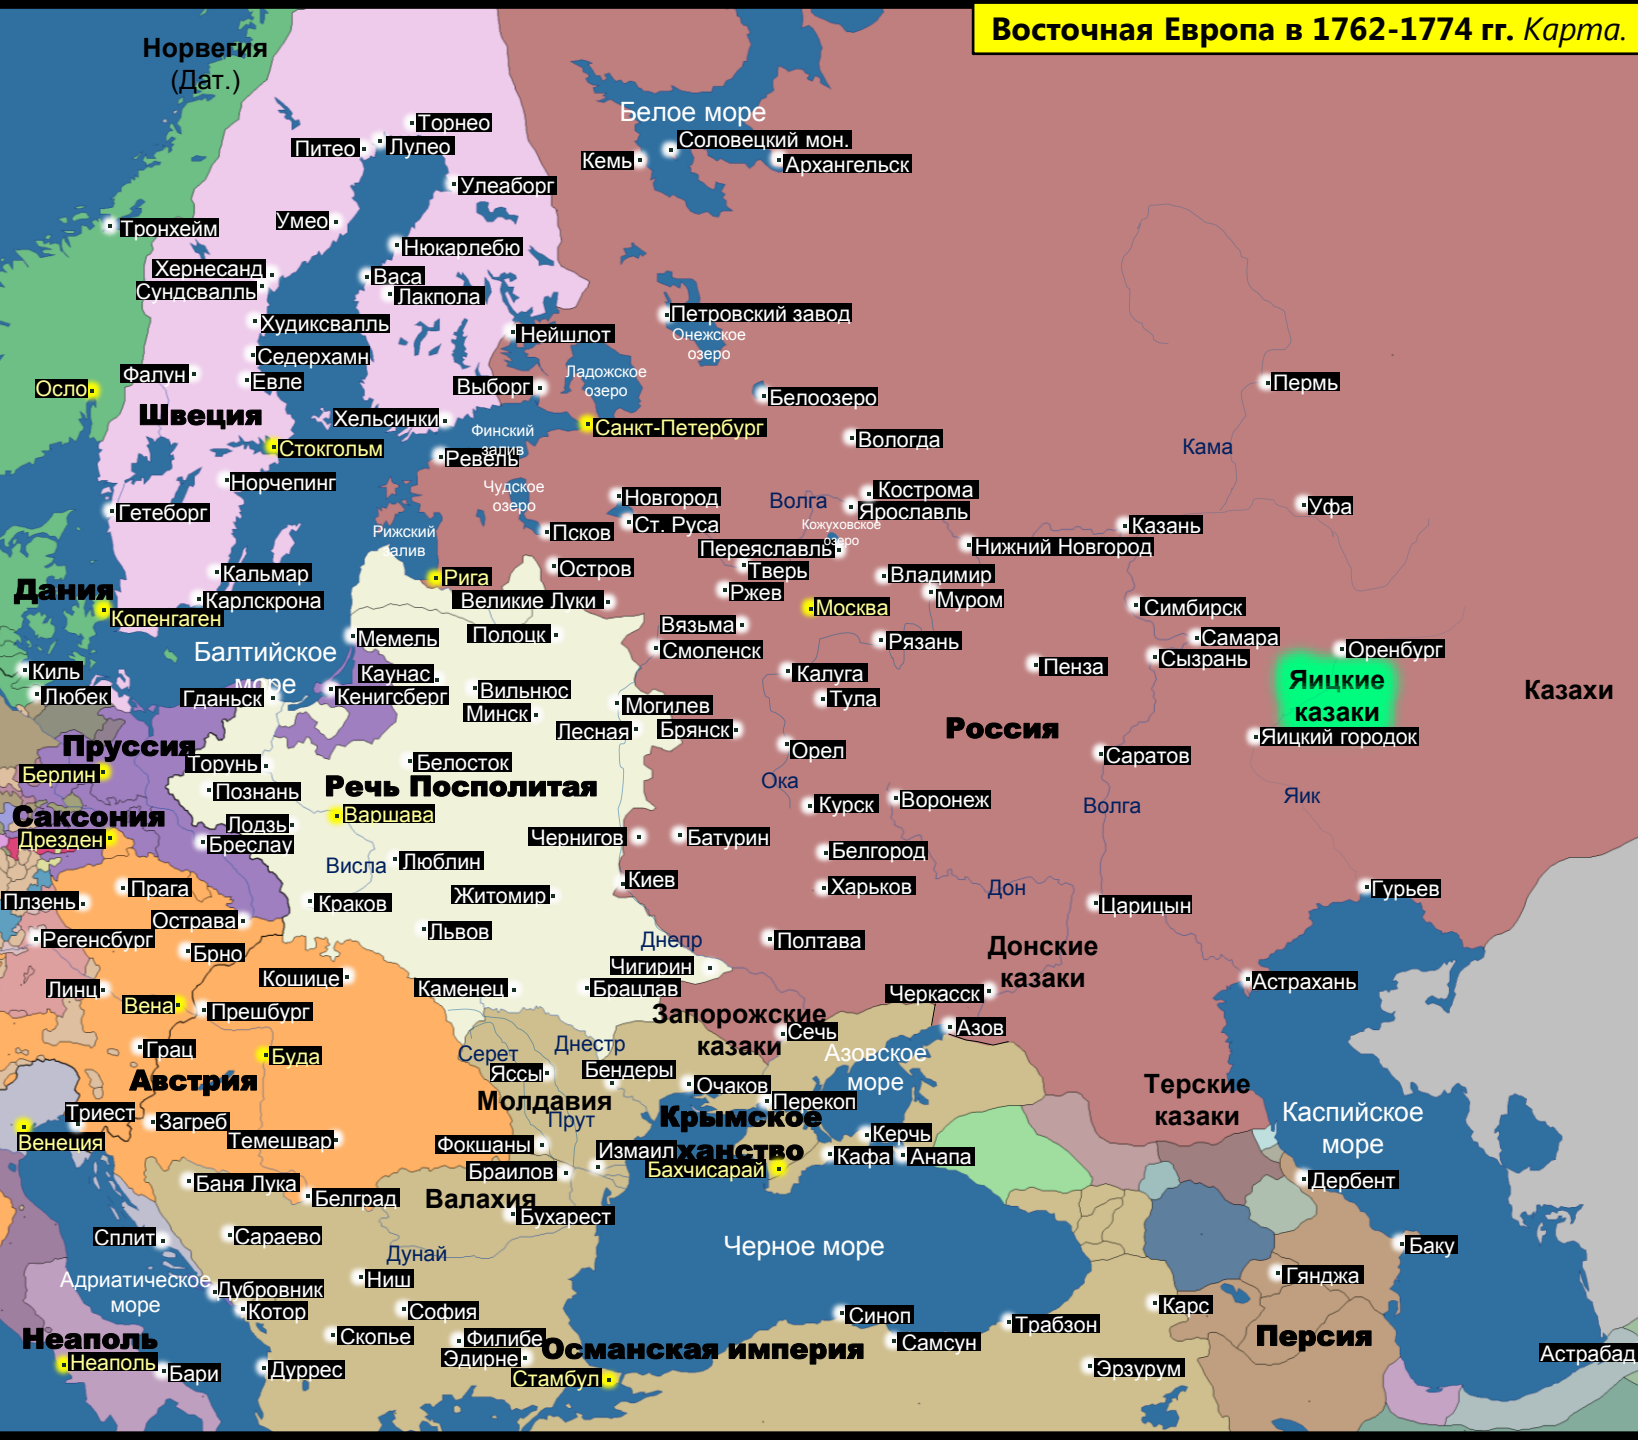 Восточная Европа в 1762-1774 гг. Карта.
Норвегия
(Дат.)
Белое море
Торнео
Питео
Лулео
Соловецкий мон.
Кемь
Архангельск
Улеаборг
Умео
Тронхейм
Нюкарлебю
Хернесанд
Васа
Сундсвалль
Лакпола
Петровский завод
Худиксвалль
Нейшлот
Онежское
озеро
Седерхамн
Фалун
Евле
Ладожское
озеро
Осло
Выборг
Пермь
Белоозеро
Швеция
Хельсинки
Финский
залив
Санкт-Петербург
Вологда
Стокгольм
Ревель
Кама
Норчепинг
Чудское
озеро
Новгород
Волга
Кострома
Ярославль
Уфа
Гетеборг
Рижский
залив
Псков
Ст. Руса
Кожуховское
озеро
Казань
Переяславль
Нижний Новгород
Кальмар
Рига
Остров
Тверь
Владимир
Дания
Карлскрона
Великие Луки
Ржев
Москва
Муром
Симбирск
Копенгаген
Мемель
Полоцк
Вязьма
Рязань
Самара
Балтийское
море
Смоленск
Сызрань
Оренбург
Киль
Каунас
Калуга
Пенза
Яицкие
казаки
Казахи
Любек
Гданьск
Кенигсберг
Вильнюс
Минск
Могилев
Тула
Лесная
Брянск
Россия
Яицкий городок
Пруссия
Орел
Саратов
Берлин
Торунь
Белосток
Речь Посполитая
Познань
Ока
Яик
Саксония
Варшава
Курск
Воронеж
Волга
Дрезден
Лодзь
Бреслау
Чернигов
Батурин
Висла
Люблин
Белгород
Прага
Киев
Харьков
Дон
Гурьев
Плзень
Краков
Житомир
Царицын
Острава
Регенсбург
Львов
Днепр
Полтава
Донские
казаки
Брно
Кошице
Чигирин
Астрахань
Линц
Каменец
Брацлав
Черкасск
Вена
Прешбург
Запорожские
казаки
Сечь
Азов
Грац
Буда
Серет
Днестр
Азовское
море
Яссы
Бендеры
Австрия
Очаков
Терские
казаки
Молдавия
Перекоп
Каспийское
море
Триест
Загреб
Прут
Крымское
ханство
Венеция
Темешвар
Фокшаны
Керчь
Измаил
Кафа
Анапа
Браилов
Бахчисарай
Баня Лука
Белград
Валахия
Дербент
Бухарест
Сплит
Сараево
Дунай
Черное море
Баку
Адриатическое
море
Ниш
Гянджа
Дубровник
Котор
София
Карс
Синоп
Трабзон
Неаполь
Скопье
Филибе
Османская империя
Самсун
Персия
Неаполь
Эдирне
Астрабад
Бари
Дуррес
Стамбул
Эрзурум